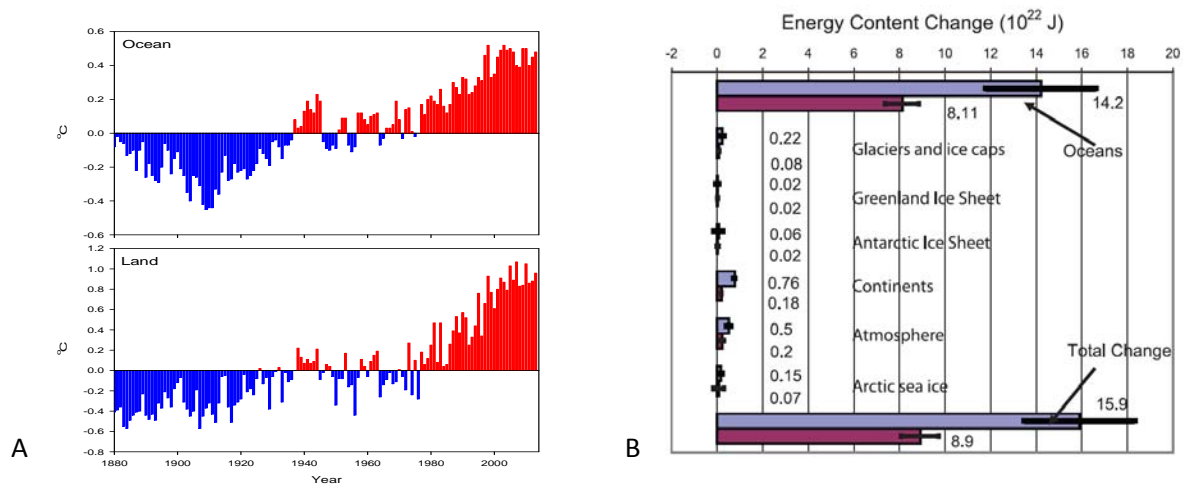 Ocean
0.6
0.4
0.2
0.0
-0.2
-0.4
-0.6
°C
Land
1.2
1.0
0.8
0.6
0.4
0.2
0.0
-0.2
-0.4
-0.6
-0.8
°C
1880 1900 1920 1940 1960 1980 2000
Year
A
Energy Content Change (10²² J)
-2 0 2 4 6 8 10 12 14 16 18 20
14.2
8.11
Oceans
0.22
Glaciers and ice caps
0.08
0.02
Greenland Ice Sheet
0.02
0.06
Antarctic Ice Sheet
0.02
0.76
Continents
0.18
0.5
Atmosphere
0.2
Total Change
0.15
Arctic sea ice
0.07
15.9
8.9
B